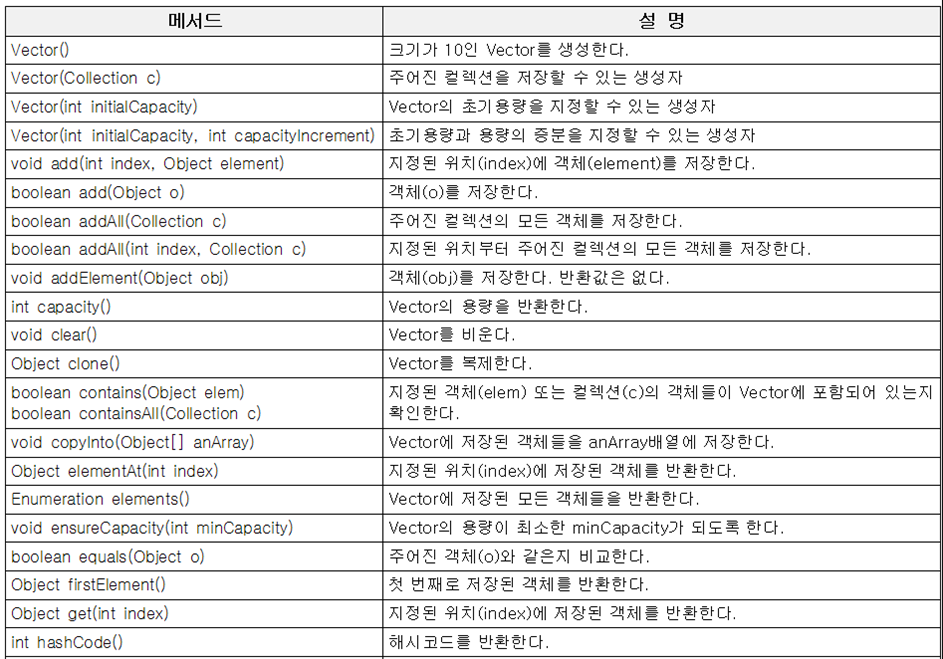 메서드 설 명
Vector() 크기가 10인 Vector를 생성한다.
Vector(Collection c) 주어진 컬렉션을 저장할 수 있는 생성자
Vector(int initialCapacity) Vector의 초기용량을 지정할 수 있는 생성자
Vector(int initialCapacity, int capacityIncrement) 초기용량과 용량의 증분을 지정할 수 있는 생성자
void add(int index, Object element) 지정된 위치(index)에 객체(element)를 저장한다.
boolean add(Object o) 객체(o)를 저장한다.
boolean addAll(Collection c) 주어진 컬렉션의 모든 객체를 저장한다.
boolean addAll(int index, Collection c) 지정된 위치부터 주어진 컬렉션의 모든 객체를 저장한다.
void addElement(Object obj) 객체(obj)를 저장한다. 반환값은 없다.
int capacity() Vector의 용량을 반환한다.
void clear() Vector를 비운다.
Object clone() Vector를 복제한다.
boolean contains(Object elem) 지정된 객체(elem) 또는 컬렉션(c)의 객체들이 Vector에 포함되어 있는지
boolean containsAll(Collection c) 확인한다.
void copyInto(Object[] anArray) Vector에 저장된 객체들을 anArray배열에 저장한다.
Object elementAt(int index) 지정된 위치(index)에 저장된 객체를 반환한다.
Enumeration elements() Vector에 저장된 모든 객체들을 반환한다.
void ensureCapacity(int minCapacity) Vector의 용량이 최소한 minCapacity가 되도록 한다.
boolean equals(Object o) 주어진 객체(o)와 같은지 비교한다.
Object firstElement() 첫 번째로 저장된 객체를 반환한다.
Object get(int index) 지정된 위치(index)에 저장된 객체를 반환한다.
int hashCode() 해시코드를 반환한다.